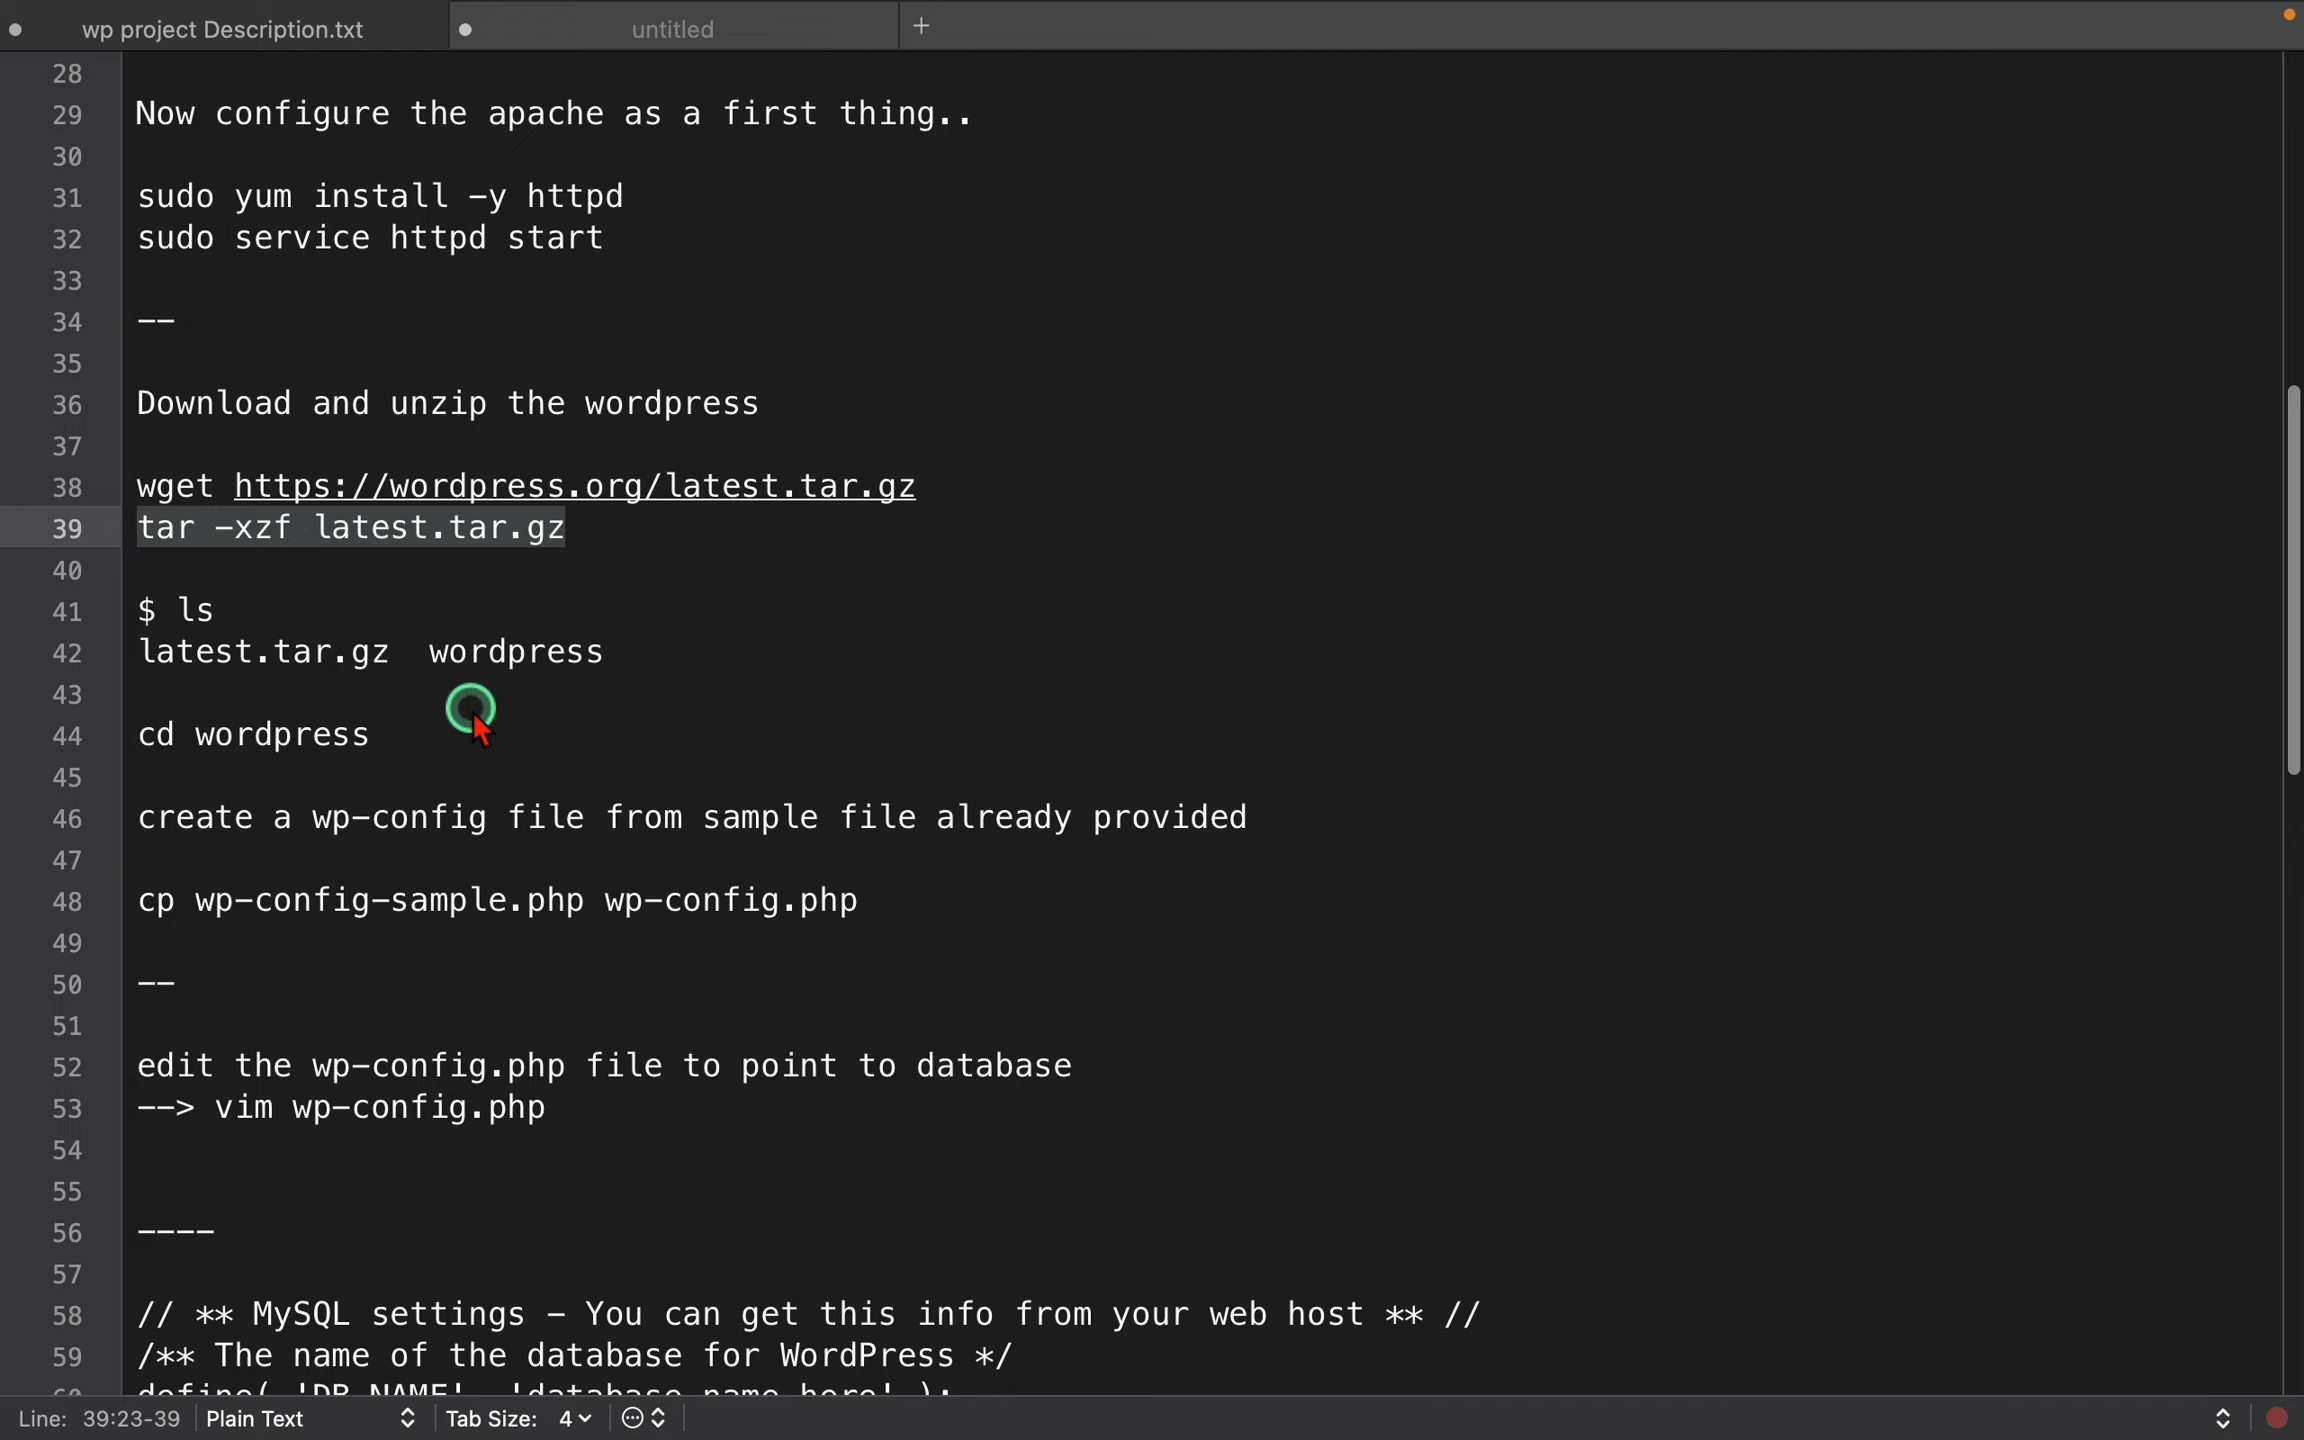 wp project Description.txt
untitled
+
28
29 Now configure the apache as a first thing..
30
31 sudo yum install -y httpd
32 sudo service httpd start
33
34 --
35
36 Download and unzip the wordpress
37
38 wget https://wordpress.org/latest.tar.gz
39 tar -xzf latest.tar.gz
40
41 $ ls
42 latest.tar.gz  wordpress
43
44 cd wordpress
45
46 create a wp-config file from sample file already provided
47
48 cp wp-config-sample.php wp-config.php
49
50 --
51
52 edit the wp-config.php file to point to database
53 --> vim wp-config.php
54
55
56 ----
57
58 // ** MySQL settings - You can get this info from your web host ** //
59 /** The name of the database for WordPress */
60 define( 'DB_NAME', 'database_name_here' );
Line: 39:23-39 Plain Text Tab Size: 4